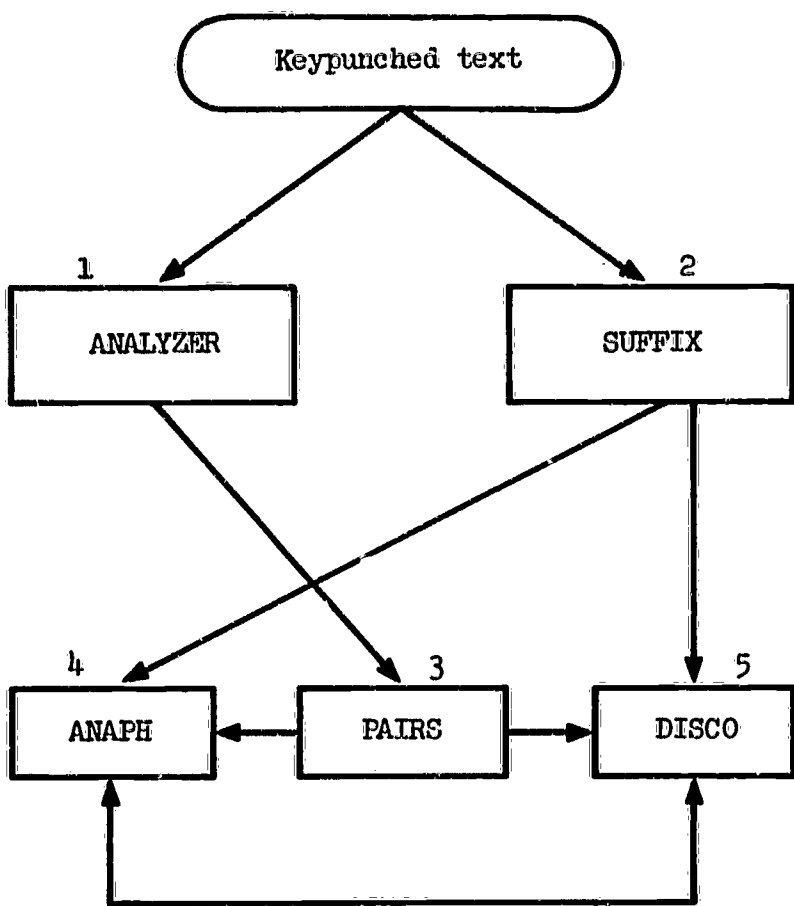 Keypunched text
1
2
ANALYZER
SUFFIX
4
3
5
ANAPH
PAIRS
DISCO